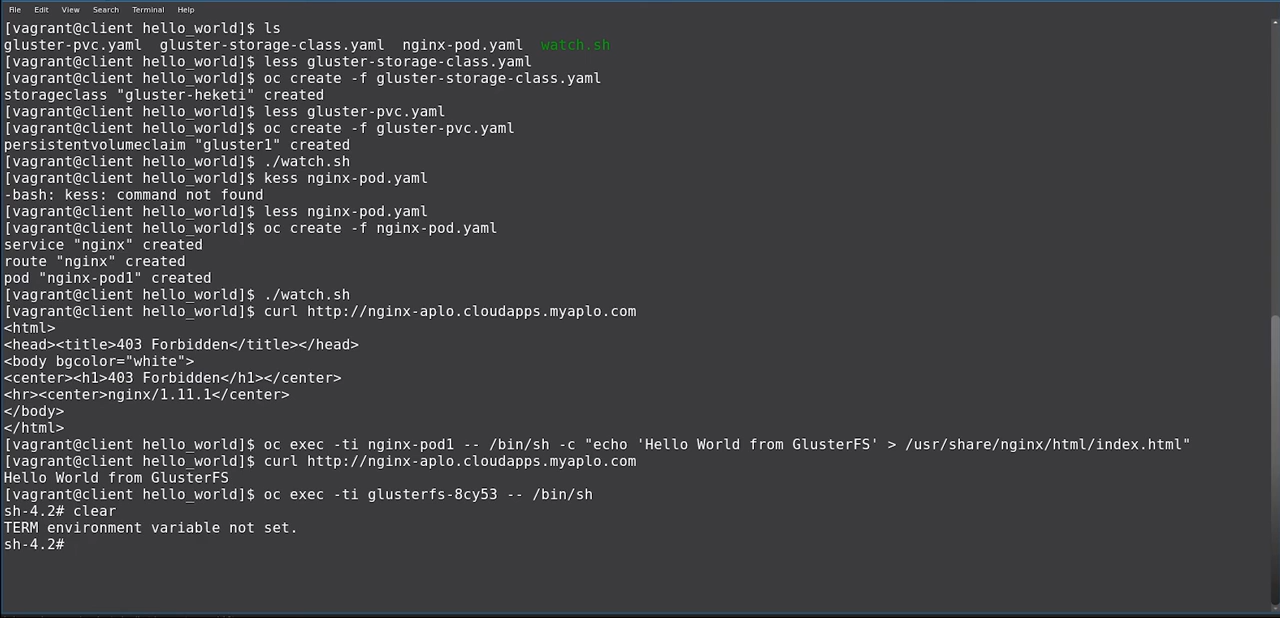 File Edit View Search Terminal Help
[vagrant@client hello_world]$ ls
gluster-pvc.yaml  gluster-storage-class.yaml  nginx-pod.yaml  watch.sh
[vagrant@client hello_world]$ less gluster-storage-class.yaml
[vagrant@client hello_world]$ oc create -f gluster-storage-class.yaml
storageclass "gluster-heketi" created
[vagrant@client hello_world]$ less gluster-pvc.yaml
[vagrant@client hello_world]$ oc create -f gluster-pvc.yaml
persistentvolumeclaim "gluster1" created
[vagrant@client hello_world]$ ./watch.sh
[vagrant@client hello_world]$ kess nginx-pod.yaml
-bash: kess: command not found
[vagrant@client hello_world]$ less nginx-pod.yaml
[vagrant@client hello_world]$ oc create -f nginx-pod.yaml
service "nginx" created
route "nginx" created
pod "nginx-pod1" created
[vagrant@client hello_world]$ ./watch.sh
[vagrant@client hello_world]$ curl http://nginx-aplo.cloudapps.myaplo.com
<html>
<head><title>403 Forbidden</title></head>
<body bgcolor="white">
<center><h1>403 Forbidden</h1></center>
<hr><center>nginx/1.11.1</center>
</body>
</html>
[vagrant@client hello_world]$ oc exec -ti nginx-pod1 -- /bin/sh -c "echo 'Hello World from GlusterFS' > /usr/share/nginx/html/index.html"
[vagrant@client hello_world]$ curl http://nginx-aplo.cloudapps.myaplo.com
Hello World from GlusterFS
[vagrant@client hello_world]$ oc exec -ti glusterfs-8cy53 -- /bin/sh
sh-4.2# clear
TERM environment variable not set.
sh-4.2#